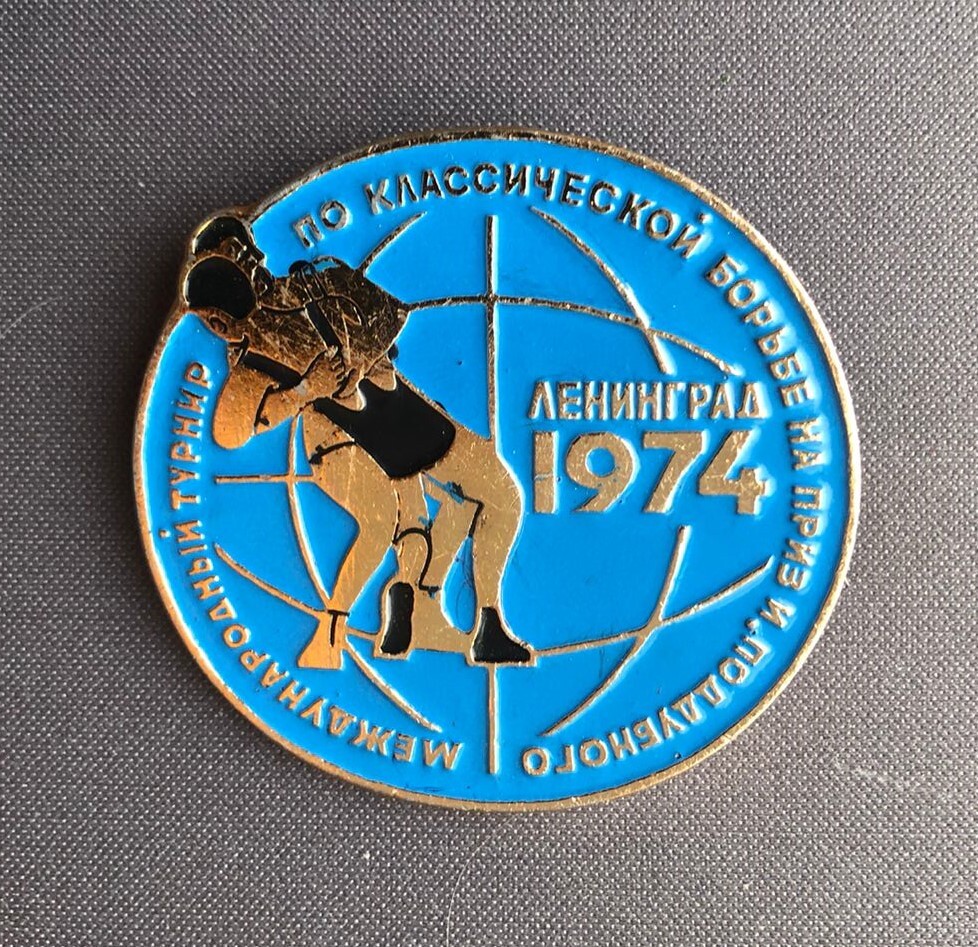 МЕЖДУНАРОДНЫЙ ТУРНИР ПО КЛАССИЧЕСКОЙ БОРЬБЕ НА ПРИЗ И. ПОДДУБНОГО
ЛЕНИНГРАД
1974